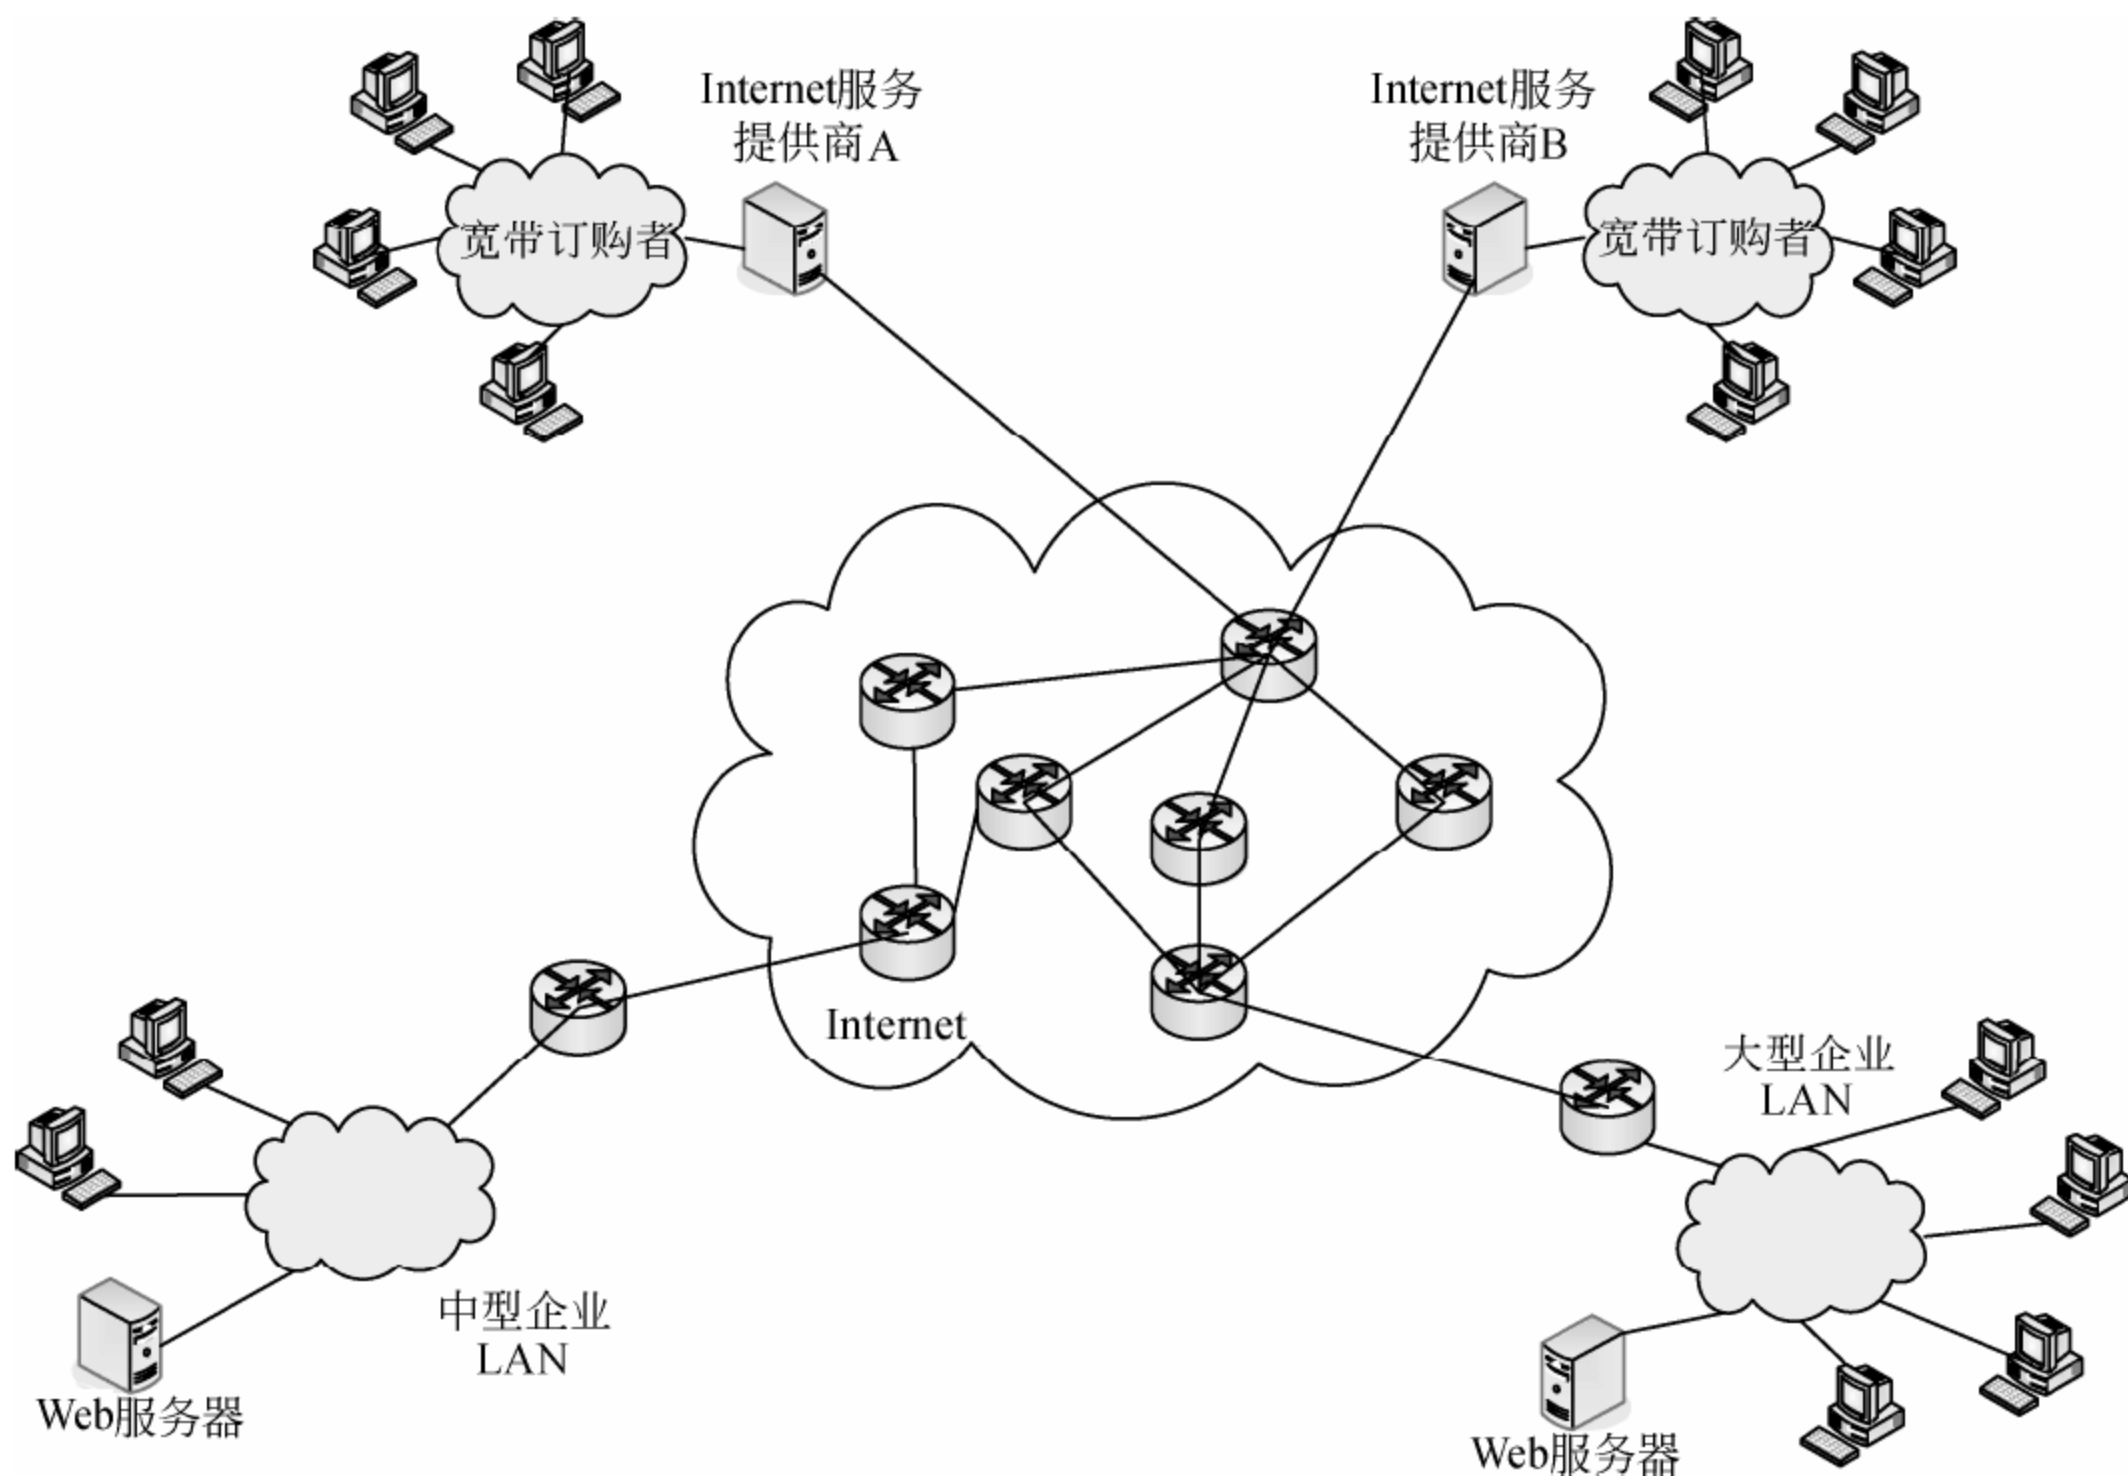 Internet服务
提供商A
Internet服务
提供商B
宽带订购者
宽带订购者
Internet
大型企业
LAN
中型企业
LAN
Web服务器
Web服务器